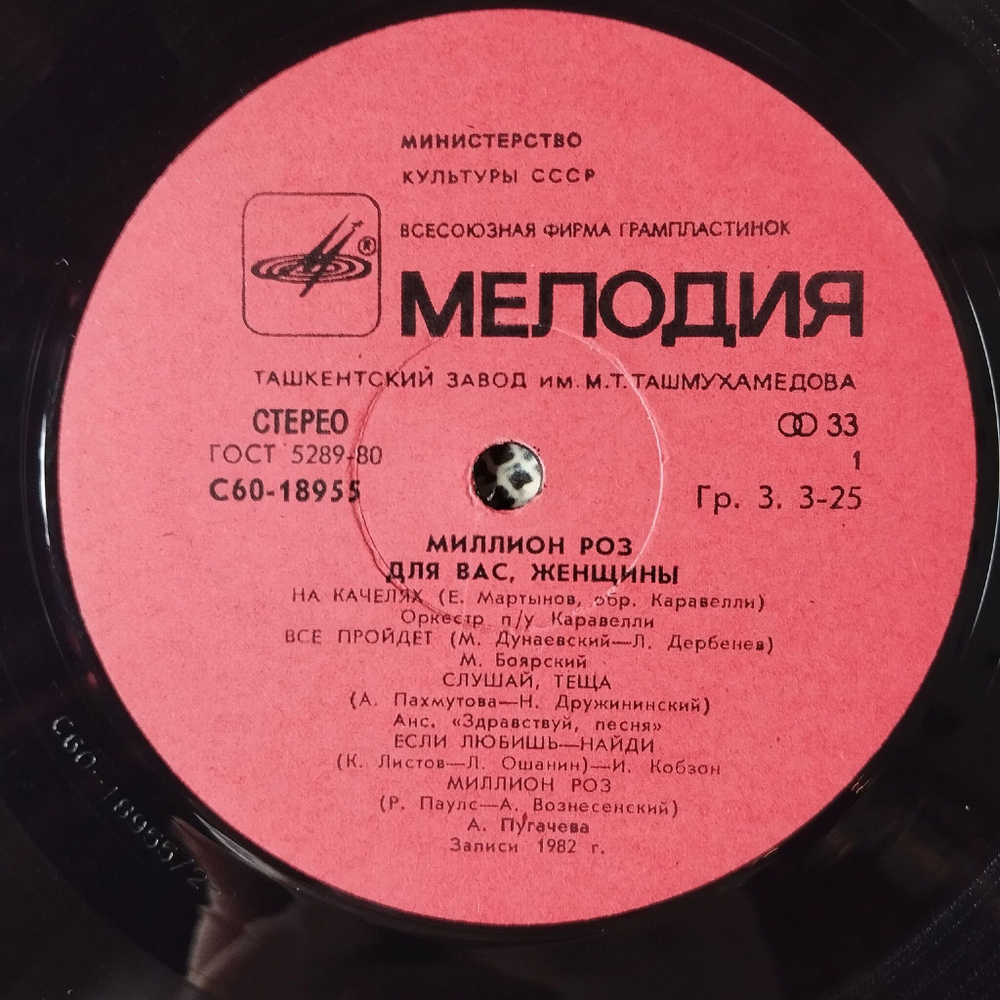 МИНИСТЕРСТВО
КУЛЬТУРЫ СССР
ВСЕСОЮЗНАЯ ФИРМА ГРАМПЛАСТИНОК
®
МЕЛОДИЯ
ТАШКЕНТСКИЙ ЗАВОД им. М.Т.ТАШМУХАМЕДОВА
СТЕРЕО
33
ГОСТ 5289-80
1
С60-18955
Гр. 3. 3-25
МИЛЛИОН РОЗ
ДЛЯ ВАС, ЖЕНЩИНЫ
НА КАЧЕЛЯХ (Е. Мартынов, обр. Каравелли)
Оркестр п/у Каравелли
ВСЕ ПРОЙДЕТ (М. Дунаевский—Л. Дербенев)
М. Боярский
СЛУШАЙ, ТЕЩА
(А. Пахмутова—Н. Дружининский)
Анс. «Здравствуй, песня»
ЕСЛИ ЛЮБИШЬ—НАЙДИ
(К. Листов—Л. Ошанин)—И. Кобзон
МИЛЛИОН РОЗ
(Р. Паулс—А. Вознесенский)
А. Пугачева
Записи 1982 г.
С60-18955/2